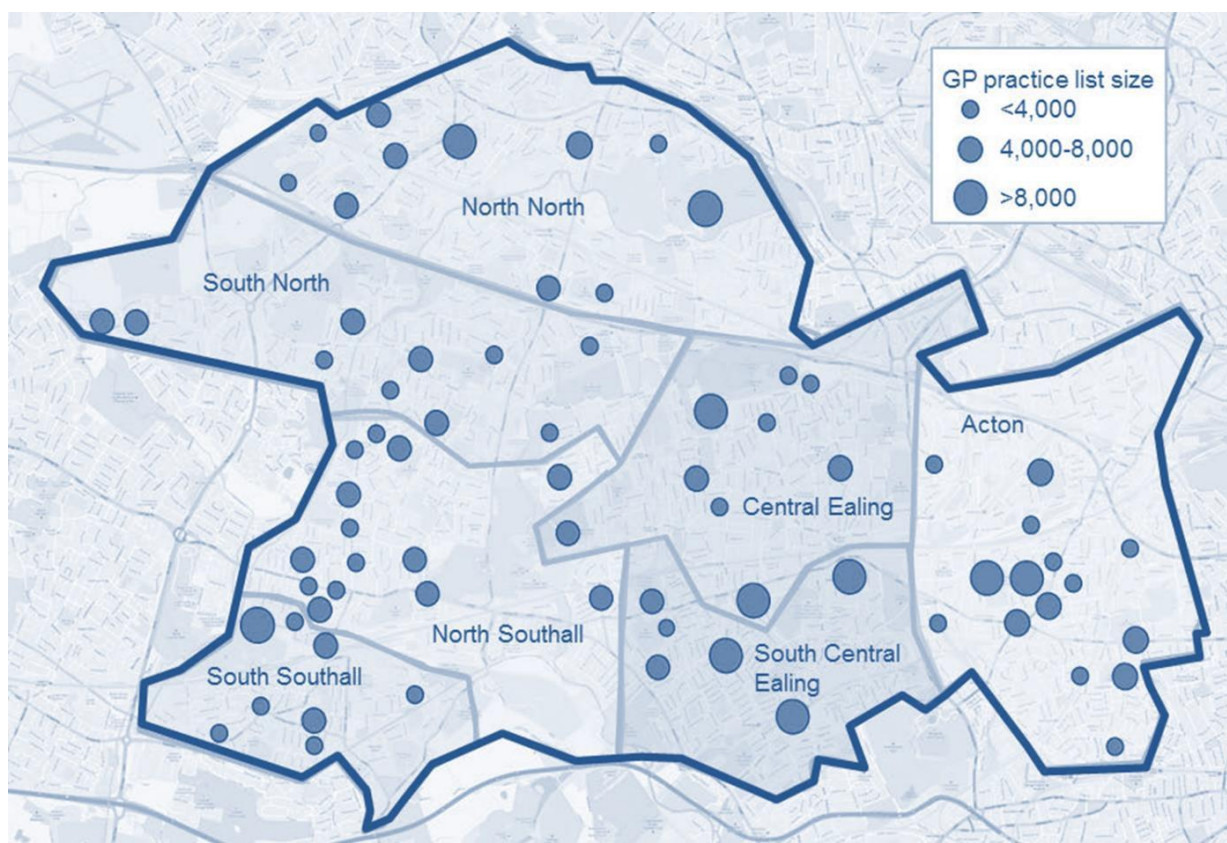 GP practice list size
<4,000
4,000-8,000
>8,000
North North
South North
Acton
Central Ealing
North Southall
South Central
Ealing
South Southall